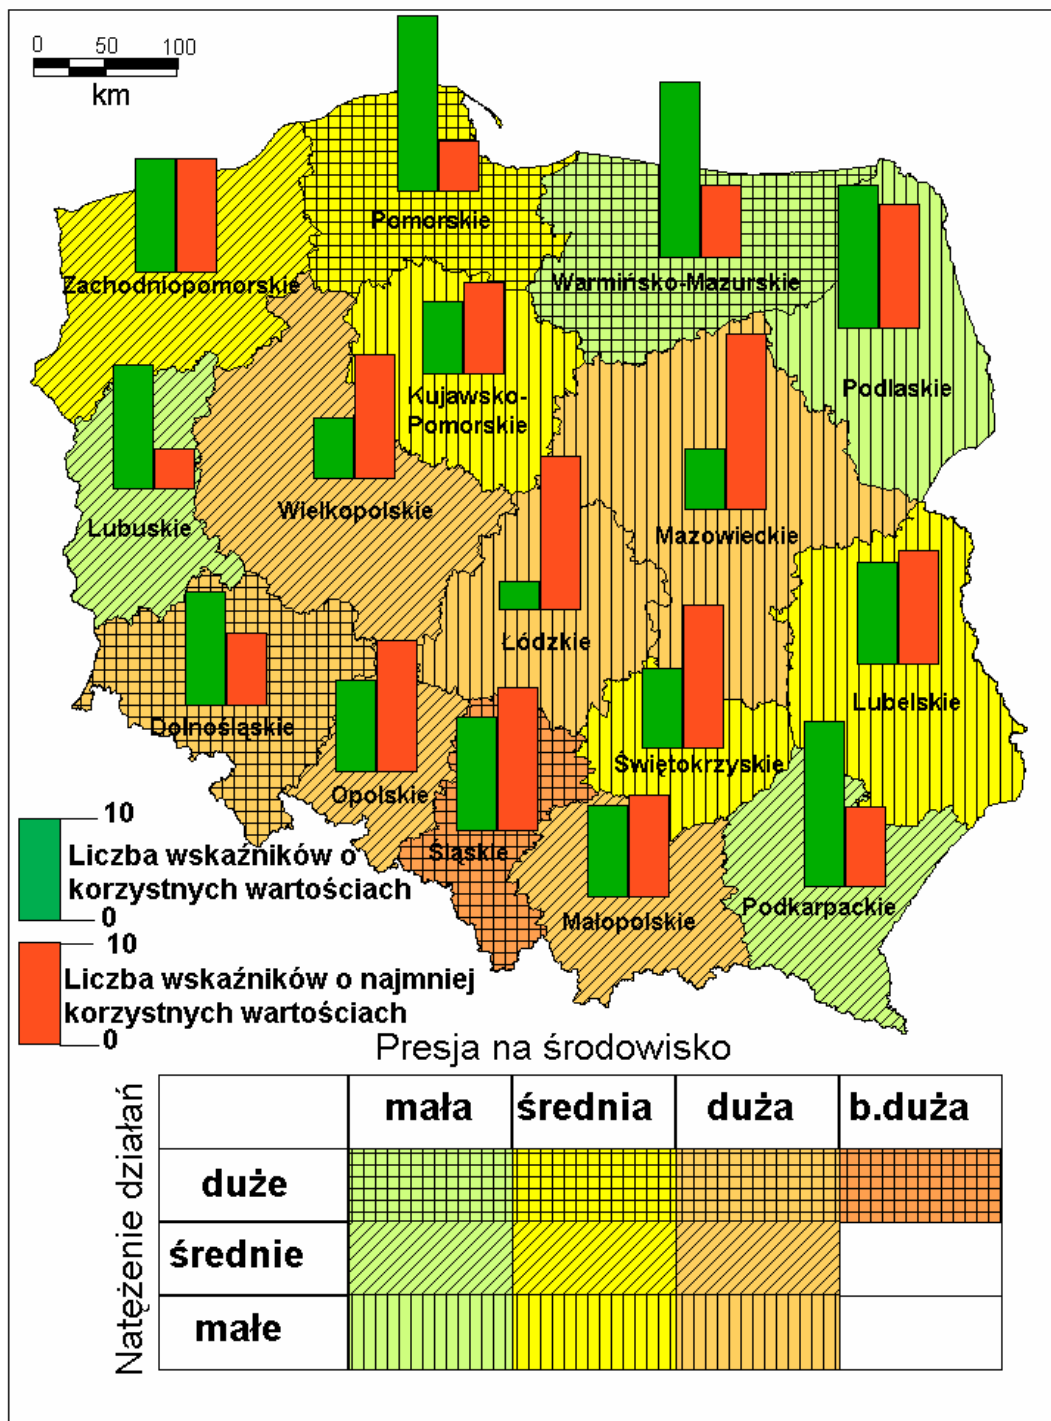 0 50 100
km
Pomorskie
Zachodniopomorskie
Warmińsko-Mazurskie
Podlaskie
Kujawsko-
Pomorskie
Lubuskie
Wielkopolskie
Mazowieckie
Łódzkie
Lubelskie
Dolnośląskie
Świętokrzyskie
Opolskie
Śląskie
Małopolskie
Podkarpackie
10
Liczba wskaźników o
korzystnych wartościach
0
10
Liczba wskaźników o najmniej
korzystnych wartościach
0
Presja na środowisko
mała średnia duża b.duża
Natężenie działań
duże
średnie
małe